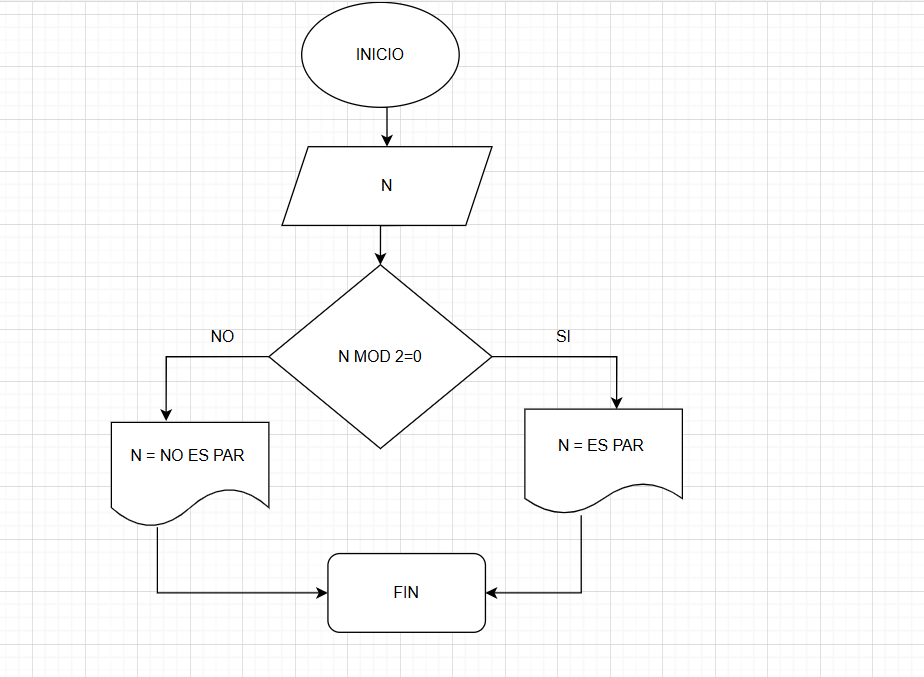 INICIO
N
N MOD 2=0
NO
SI
N = NO ES PAR
N = ES PAR
FIN